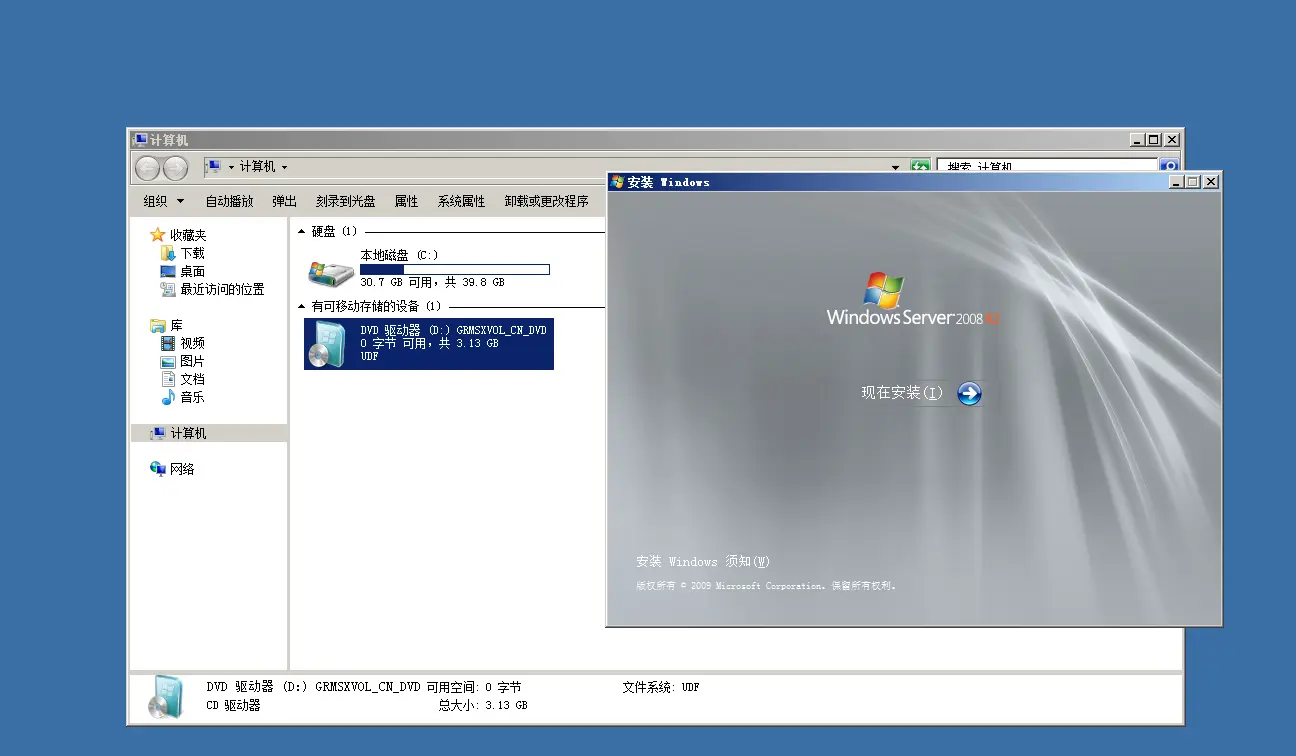 计算机
计算机
搜索 计算机
组织 自动播放 弹出 刻录到光盘 属性 系统属性 卸载或更改程序
收藏夹
下载
桌面
最近访问的位置
库
视频
图片
文档
音乐
计算机
网络
硬盘 (1)
本地磁盘 (C:)
30.7 GB 可用，共 39.8 GB
有可移动存储的设备 (1)
DVD 驱动器 (D:) GRMSXVOL_CN_DVD
0 字节 可用，共 3.13 GB
UDF
安装 Windows
Windows Server 2008 R2
现在安装(I)
安装 Windows 须知(W)
版权所有 © 2009 Microsoft Corporation。保留所有权利。
DVD 驱动器 (D:) GRMSXVOL_CN_DVD 可用空间: 0 字节 文件系统: UDF
CD 驱动器 总大小: 3.13 GB